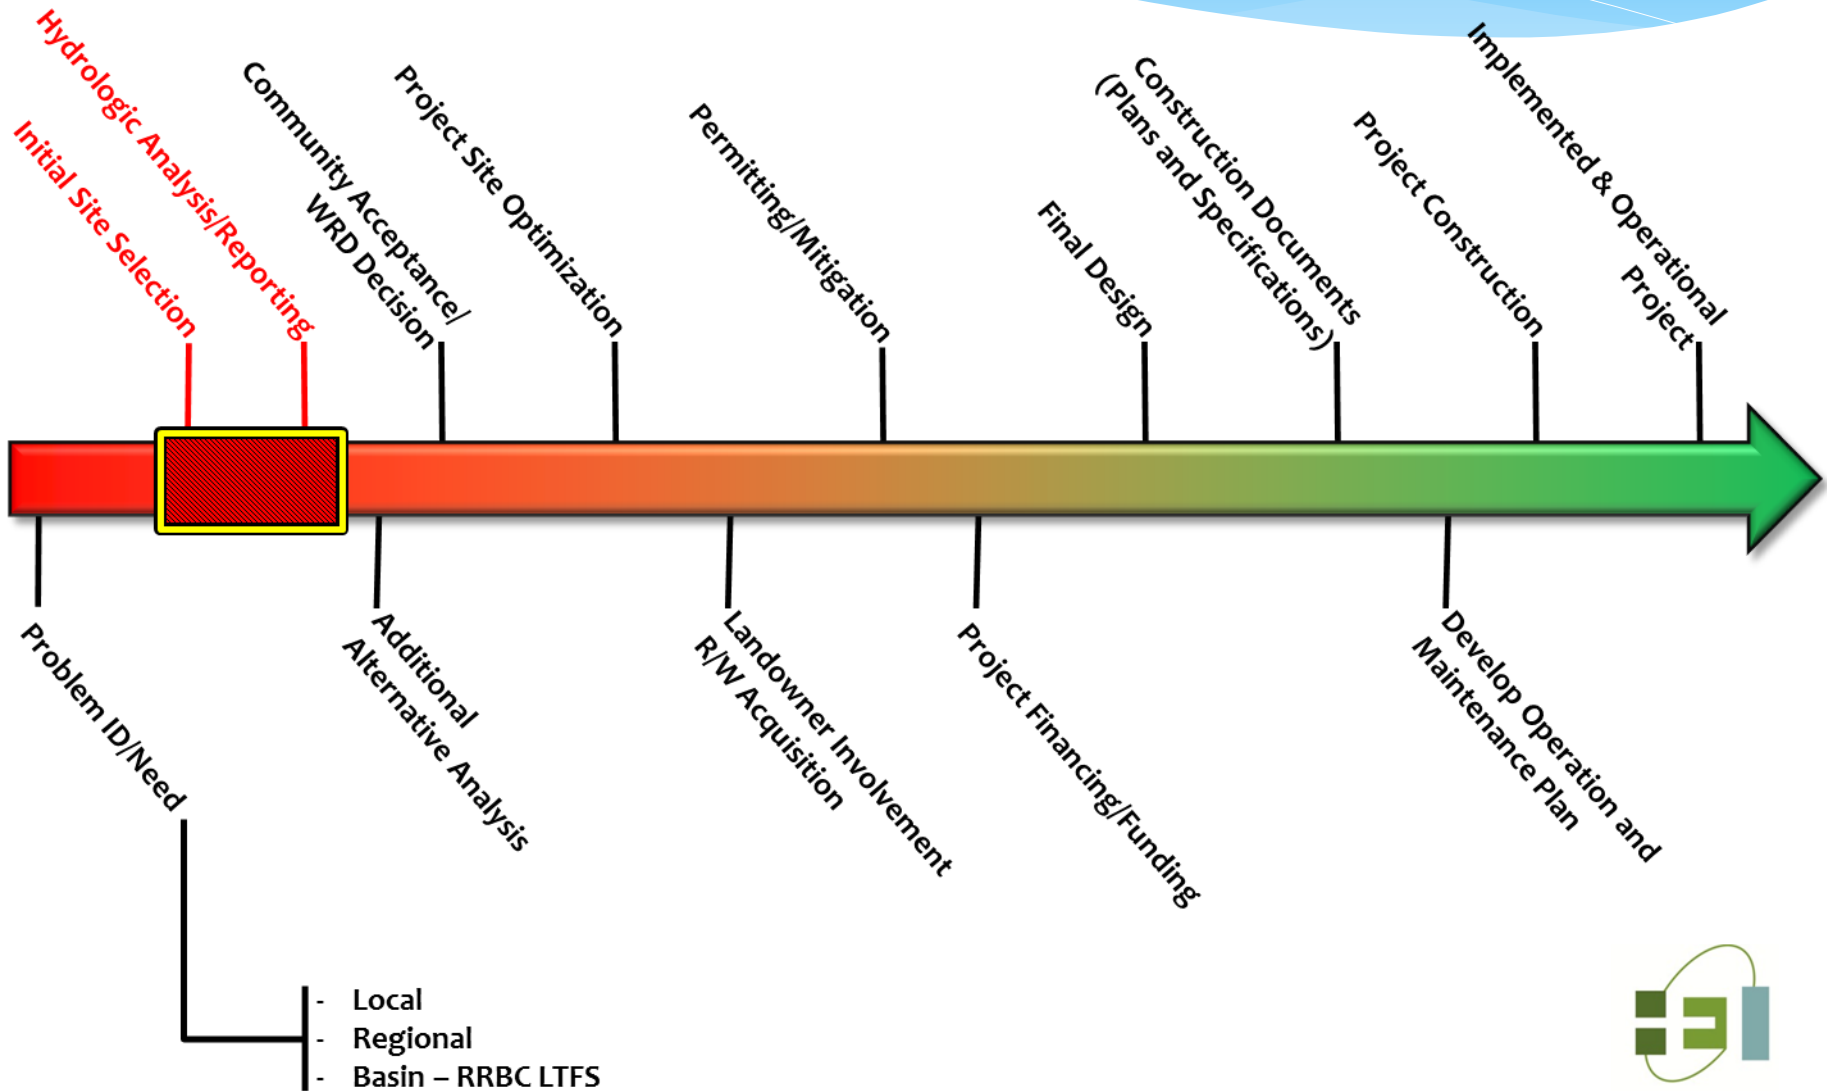 Hydrologic Analysis/Reporting
Initial Site Selection
Community Acceptance/
WRD Decision
Project Site Optimization
Permitting/Mitigation
Final Design
Construction Documents
(Plans and Specifications)
Project Construction
Implemented & Operational
Project
Problem ID/Need
Additional
Alternative Analysis
Landowner Involvement
R/W Acquisition
Project Financing/Funding
Develop Operation and
Maintenance Plan
- Local
- Regional
- Basin – RRBC LTFS